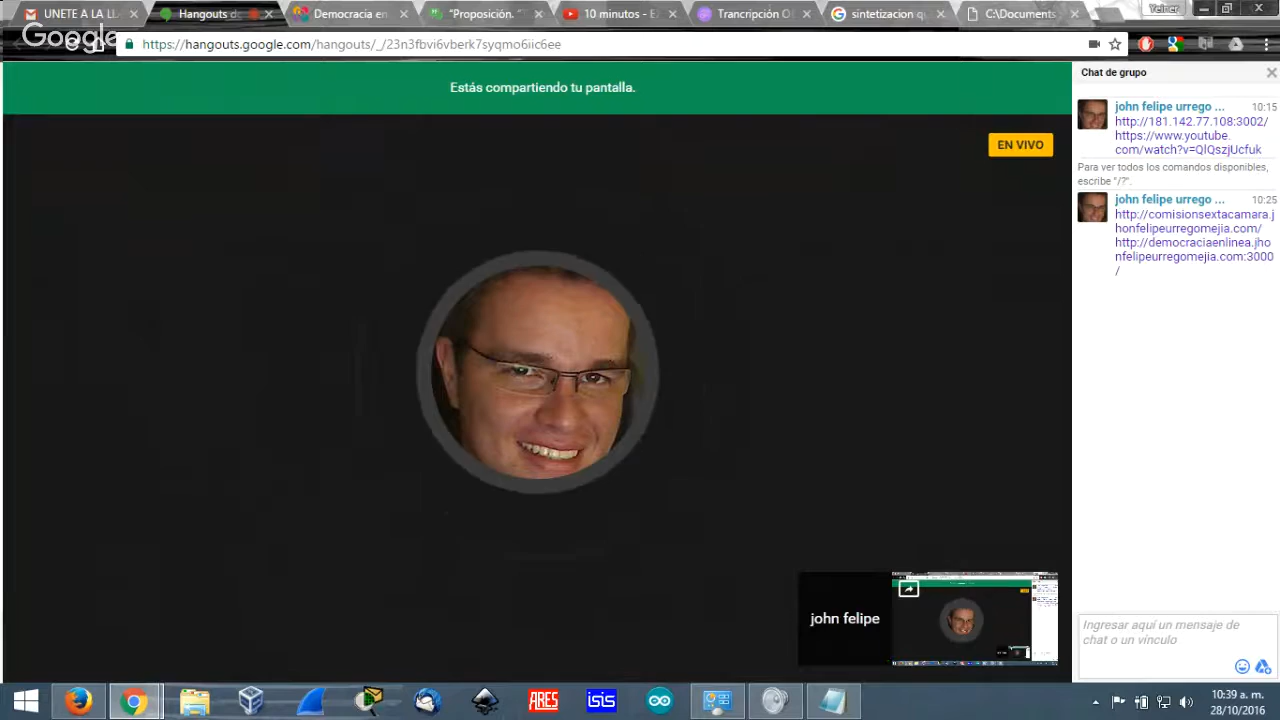 UNETE A LA LL
Hangouts de
Democracia en
"Proposición,
10 minutos - E
Trancripción O
sintetización q
C:\Documents
Yeiner
Google
https://hangouts.google.com/hangouts/_/23n3fbvi6vberk7syqmo6iic6ee
Estás compartiendo tu pantalla.
EN VIVO
john felipe
Chat de grupo
john felipe urrego ... 10:15
http://181.142.77.108:3002/
https://www.youtube.
com/watch?v=QlQszjUcfuk
Para ver todos los comandos disponibles,
escribe "/?".
john felipe urrego ... 10:25
http://comisionsextacamara.j
honfelipeurregomejia.com/
http://democraciaenlinea.jho
nfelipeurregomejia.com:3000
/
Ingresar aquí un mensaje de
chat o un vínculo
ARES
isis
10:39 a. m.
28/10/2016